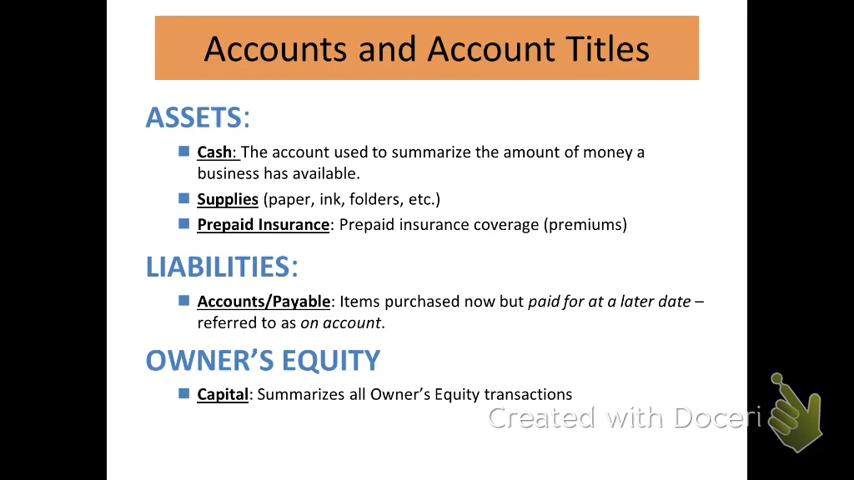 Accounts and Account Titles
ASSETS:
Cash: The account used to summarize the amount of money a
business has available.
Supplies (paper, ink, folders, etc.)
Prepaid Insurance: Prepaid insurance coverage (premiums)
LIABILITIES:
Accounts/Payable: Items purchased now but paid for at a later date –
referred to as on account.
OWNER’S EQUITY
Capital: Summarizes all Owner’s Equity transactions
Created with Doceri